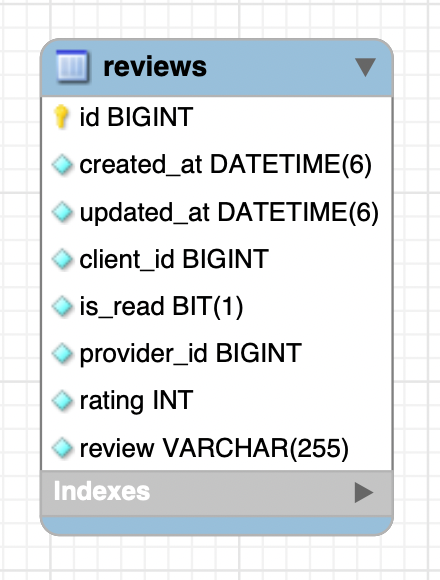 reviews
id BIGINT
created_at DATETIME(6)
updated_at DATETIME(6)
client_id BIGINT
is_read BIT(1)
provider_id BIGINT
rating INT
review VARCHAR(255)
Indexes